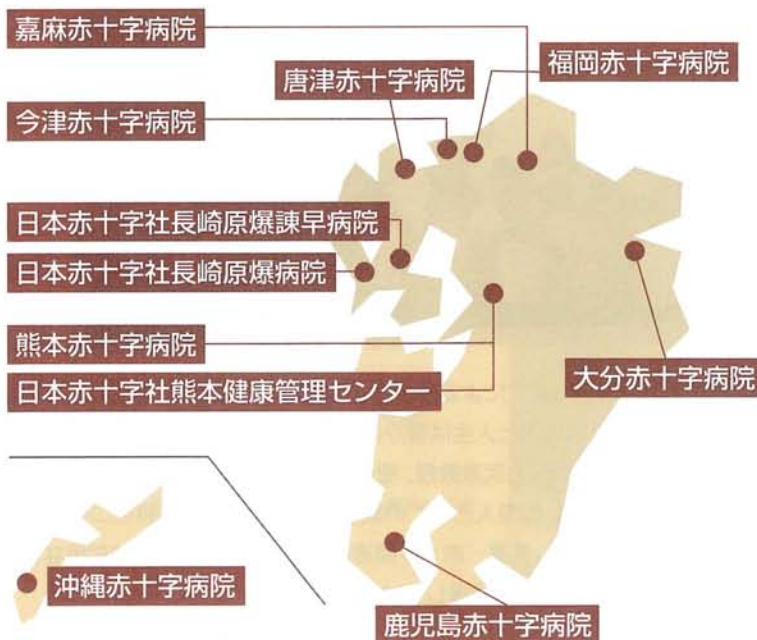 嘉麻赤十字病院
福岡赤十字病院
唐津赤十字病院
今津赤十字病院
日本赤十字社長崎原爆諫早病院
日本赤十字社長崎原爆病院
熊本赤十字病院
日本赤十字社熊本健康管理センター
大分赤十字病院
沖縄赤十字病院
鹿児島赤十字病院